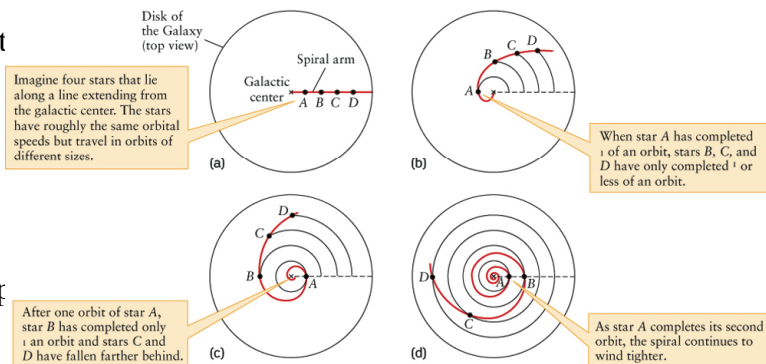 t
Disk of
the Galaxy
(top view)
Spiral arm
Galactic
center
A B C D
Imagine four stars that lie
along a line extending from
the galactic center. The stars
have roughly the same orbital
speeds but travel in orbits of
different sizes.
(a)
D
C
B
A
When star A has completed
1 of an orbit, stars B, C, and
D have only completed 1 or
less of an orbit.
(b)
D
C
B
A
After one orbit of star A,
star B has completed only
1 an orbit and stars C and
D have fallen farther behind.
(c)
D
A
B
C
As star A completes its second
orbit, the spiral continues to
wind tighter.
(d)